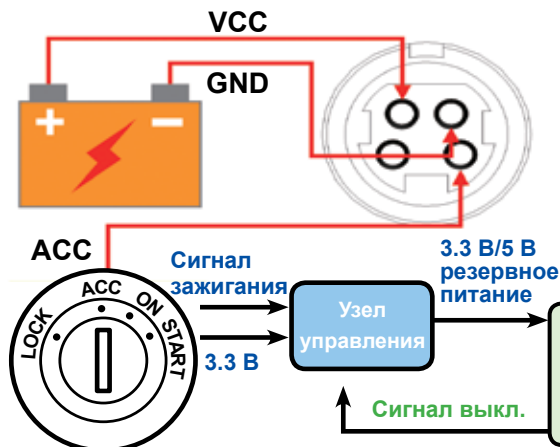 VCC
GND
+ −
ACC
LOCK
ACC
ON
START
Сигнал
зажигания
3.3 В
Узел
управления
3.3 В/5 В
резервное
питание
Сигнал выкл.